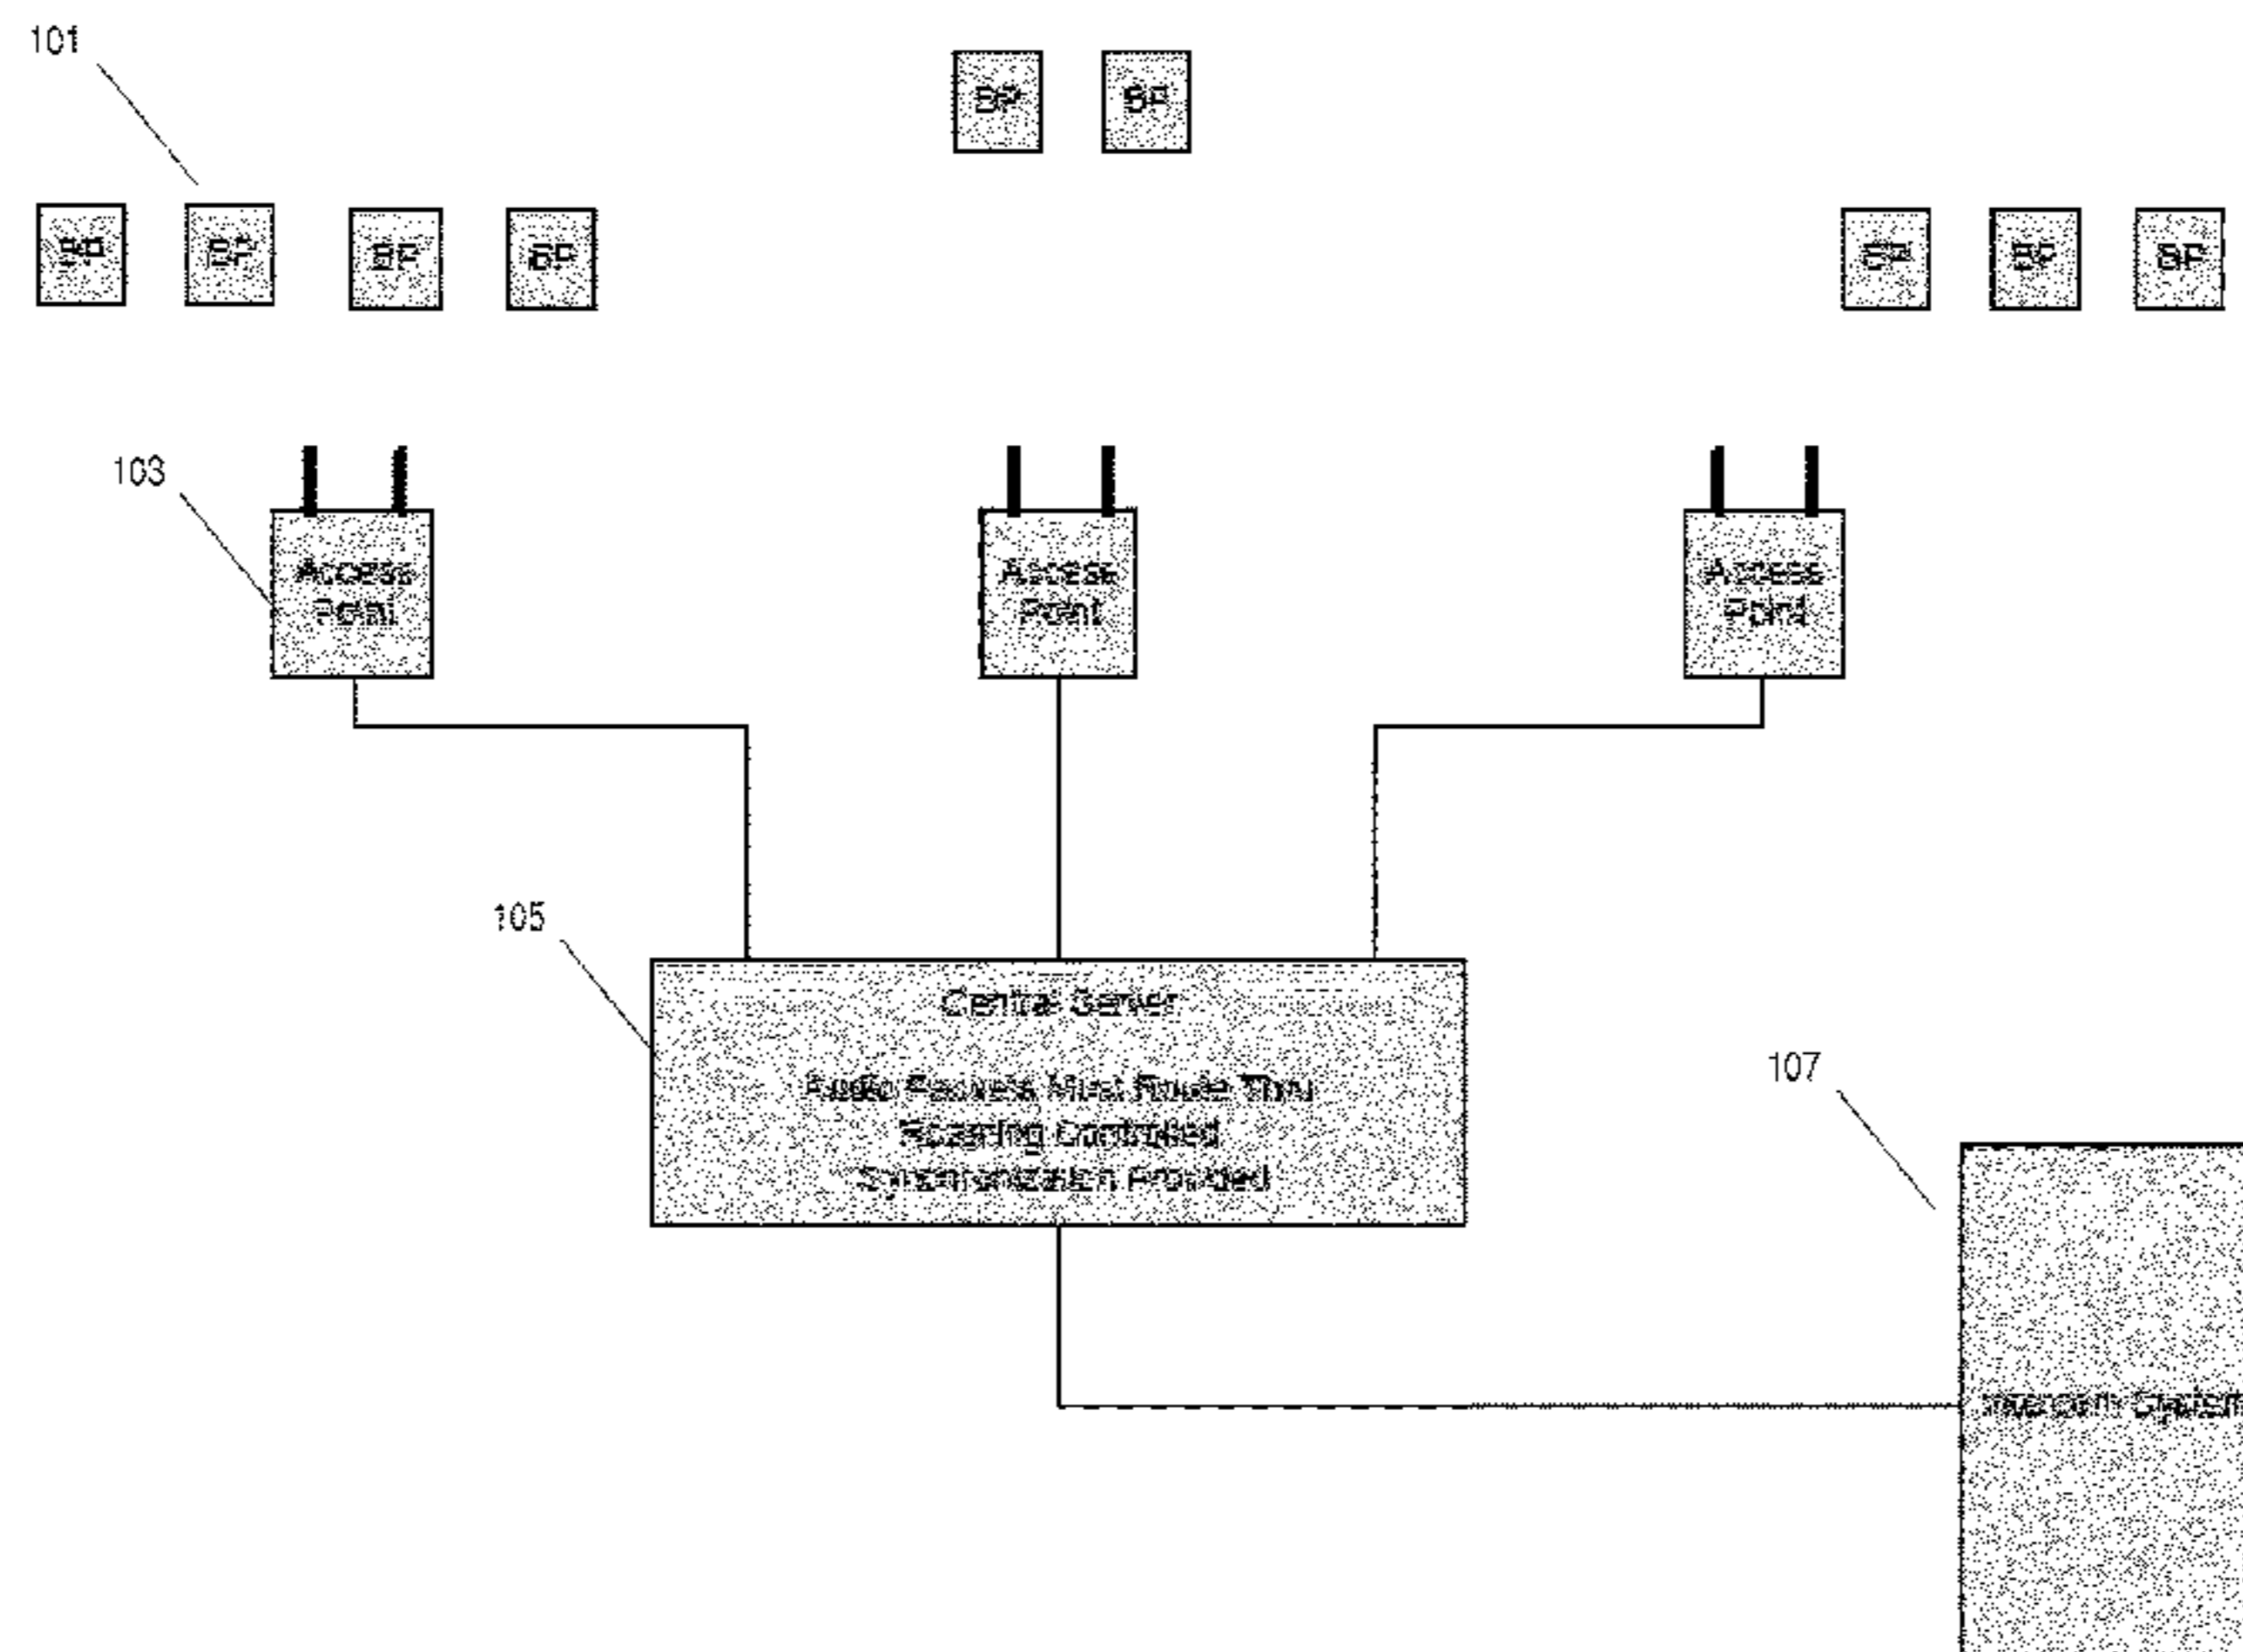 101
BP BP
BP BP BP BP
BP BP BP
103
Access
Point
Access
Point
Access
Point
105
Central Server
Audio Packets Must Route Thru
Roaming Controlled
Synchronization Provided
107
Intercom System